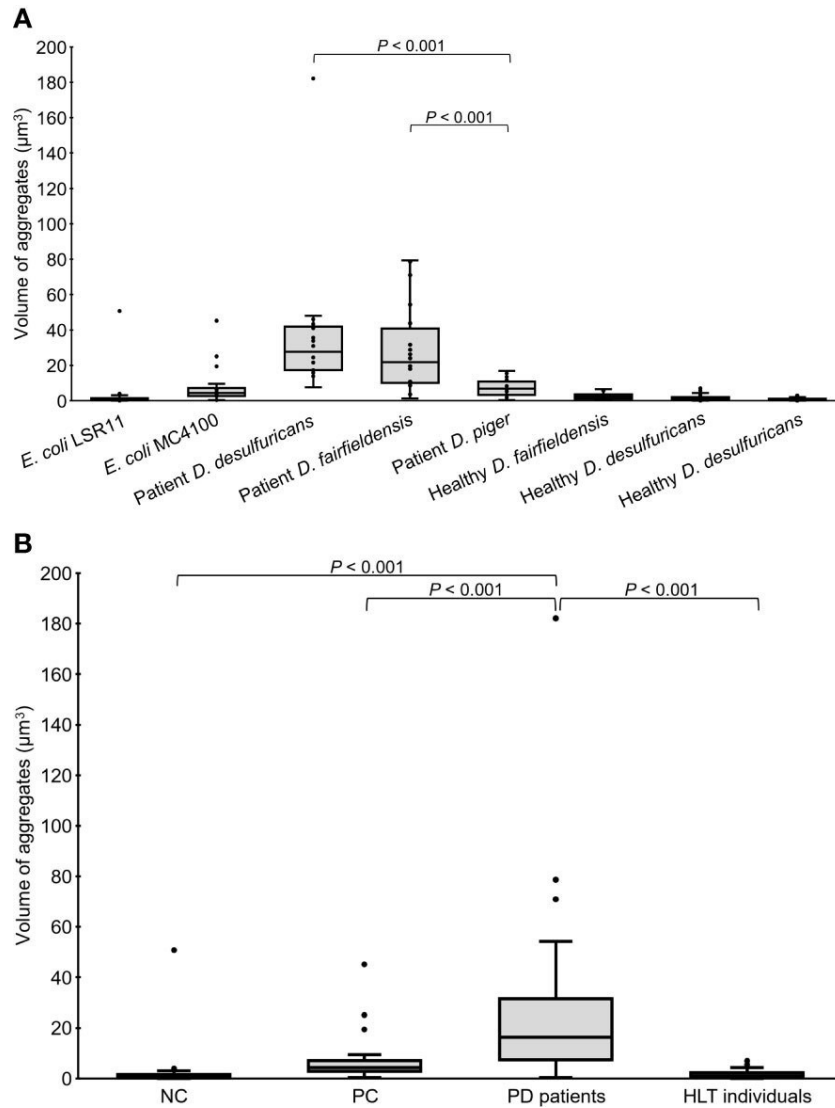 A
P < 0.001
P < 0.001
Volume of aggregates (µm³)
200
180
160
140
120
100
80
60
40
20
0
E. coli LSR11
E. coli MC4100
Patient D. desulfuricans
Patient D. fairfieldensis
Patient D. piger
Healthy D. fairfieldensis
Healthy D. desulfuricans
Healthy D. desulfuricans
B
P < 0.001
P < 0.001
P < 0.001
Volume of aggregates (µm³)
200
180
160
140
120
100
80
60
40
20
0
NC
PC
PD patients
HLT individuals